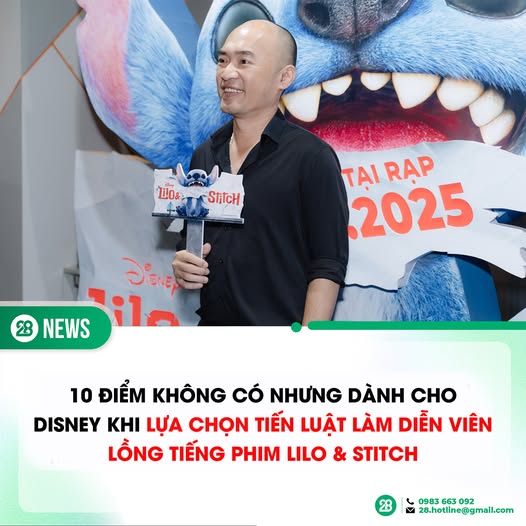 Disney
LILO & STITCH
TẠI RẠP
.2025
Disney
lilo
28 NEWS
10 ĐIỂM KHÔNG CÓ NHƯNG DÀNH CHO
DISNEY KHI LỰA CHỌN TIẾN LUẬT LÀM DIỄN VIÊN
LỒNG TIẾNG PHIM LILO & STITCH
28
0983 663 092
28.hotline@gmail.com